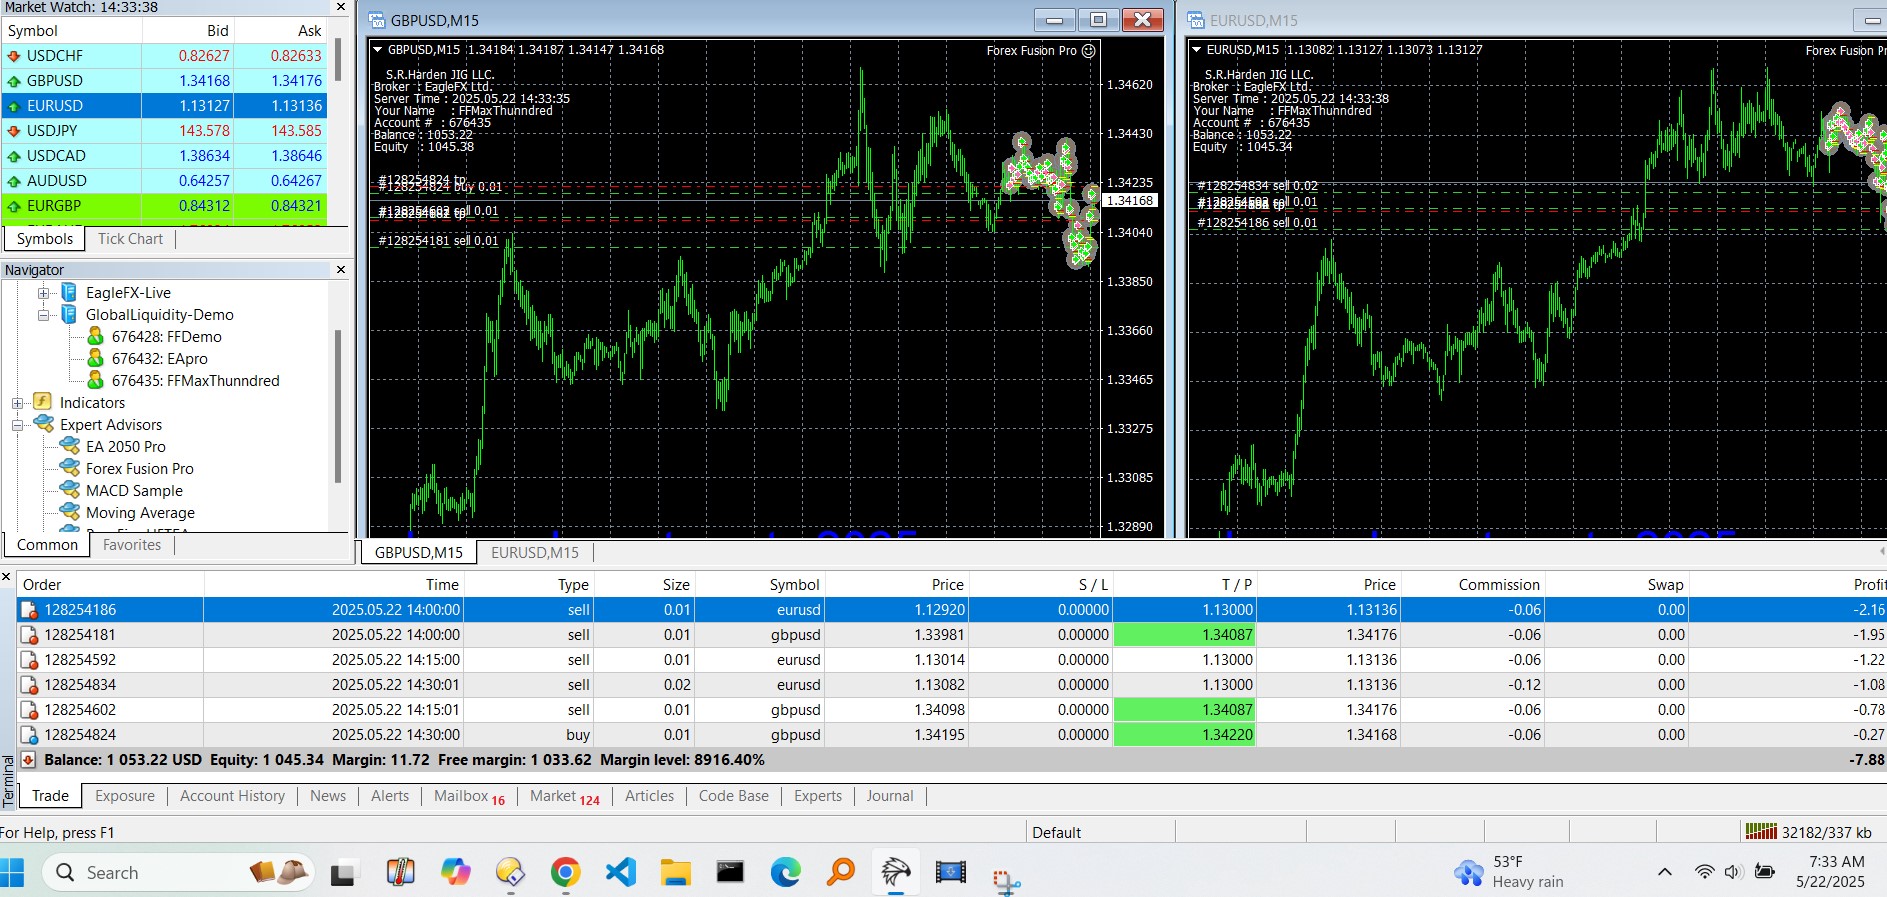 Market Watch: 14:33:38
Symbol Bid Ask
USDCHF 0.82627 0.82633
GBPUSD 1.34168 1.34176
EURUSD 1.13127 1.13136
USDJPY 143.578 143.585
USDCAD 1.38634 1.38646
AUDUSD 0.64257 0.64267
EURGBP 0.84312 0.84321
Symbols Tick Chart
Navigator
EagleFX-Live
GlobalLiquidity-Demo
676428: FFDemo
676432: EApro
676435: FFMaxThunndred
Indicators
Expert Advisors
EA 2050 Pro
Forex Fusion Pro
MACD Sample
Moving Average
Common Favorites
GBPUSD,M15
GBPUSD,M15 1.34184 1.34187 1.34147 1.34168
Forex Fusion Pro
S.R.Harden JIG LLC.
Broker : EagleFX Ltd.
Server Time : 2025.05.22 14:33:35
Your Name : FFMaxThunndred
Account # : 676435
Balance : 1053.22
Equity : 1045.38
#128254824 tp
#128254824 buy 0.01
#128254602 sell 0.01
#128254181 sell 0.01
1.34620
1.34430
1.34235
1.34168
1.34040
1.33850
1.33660
1.33465
1.33275
1.33085
1.32890
EURUSD,M15
EURUSD,M15 1.13082 1.13127 1.13073 1.13127
Forex Fusion Pr
S.R.Harden JIG LLC.
Broker : EagleFX Ltd.
Server Time : 2025.05.22 14:33:38
Your Name : FFMaxThunndred
Account # : 676435
Balance : 1053.22
Equity : 1045.34
#128254834 sell 0.02
#128254592 sell 0.01
#128254186 sell 0.01
GBPUSD,M15 EURUSD,M15
Order Time Type Size Symbol Price S / L T / P Price Commission Swap Profit
128254186 2025.05.22 14:00:00 sell 0.01 eurusd 1.12920 0.00000 1.13000 1.13136 -0.06 0.00 -2.16
128254181 2025.05.22 14:00:00 sell 0.01 gbpusd 1.33981 0.00000 1.34087 1.34176 -0.06 0.00 -1.95
128254592 2025.05.22 14:15:00 sell 0.01 eurusd 1.13014 0.00000 1.13000 1.13136 -0.06 0.00 -1.22
128254834 2025.05.22 14:30:01 sell 0.02 eurusd 1.13082 0.00000 1.13000 1.13136 -0.12 0.00 -1.08
128254602 2025.05.22 14:15:01 sell 0.01 gbpusd 1.34098 0.00000 1.34087 1.34176 -0.06 0.00 -0.78
128254824 2025.05.22 14:30:00 buy 0.01 gbpusd 1.34195 0.00000 1.34220 1.34168 -0.06 0.00 -0.27
Balance: 1 053.22 USD Equity: 1 045.34 Margin: 11.72 Free margin: 1 033.62 Margin level: 8916.40% -7.88
Terminal
Trade Exposure Account History News Alerts Mailbox 16 Market 124 Articles Code Base Experts Journal
For Help, press F1 Default 32182/337 kb
Search
53°F
Heavy rain
7:33 AM
5/22/2025